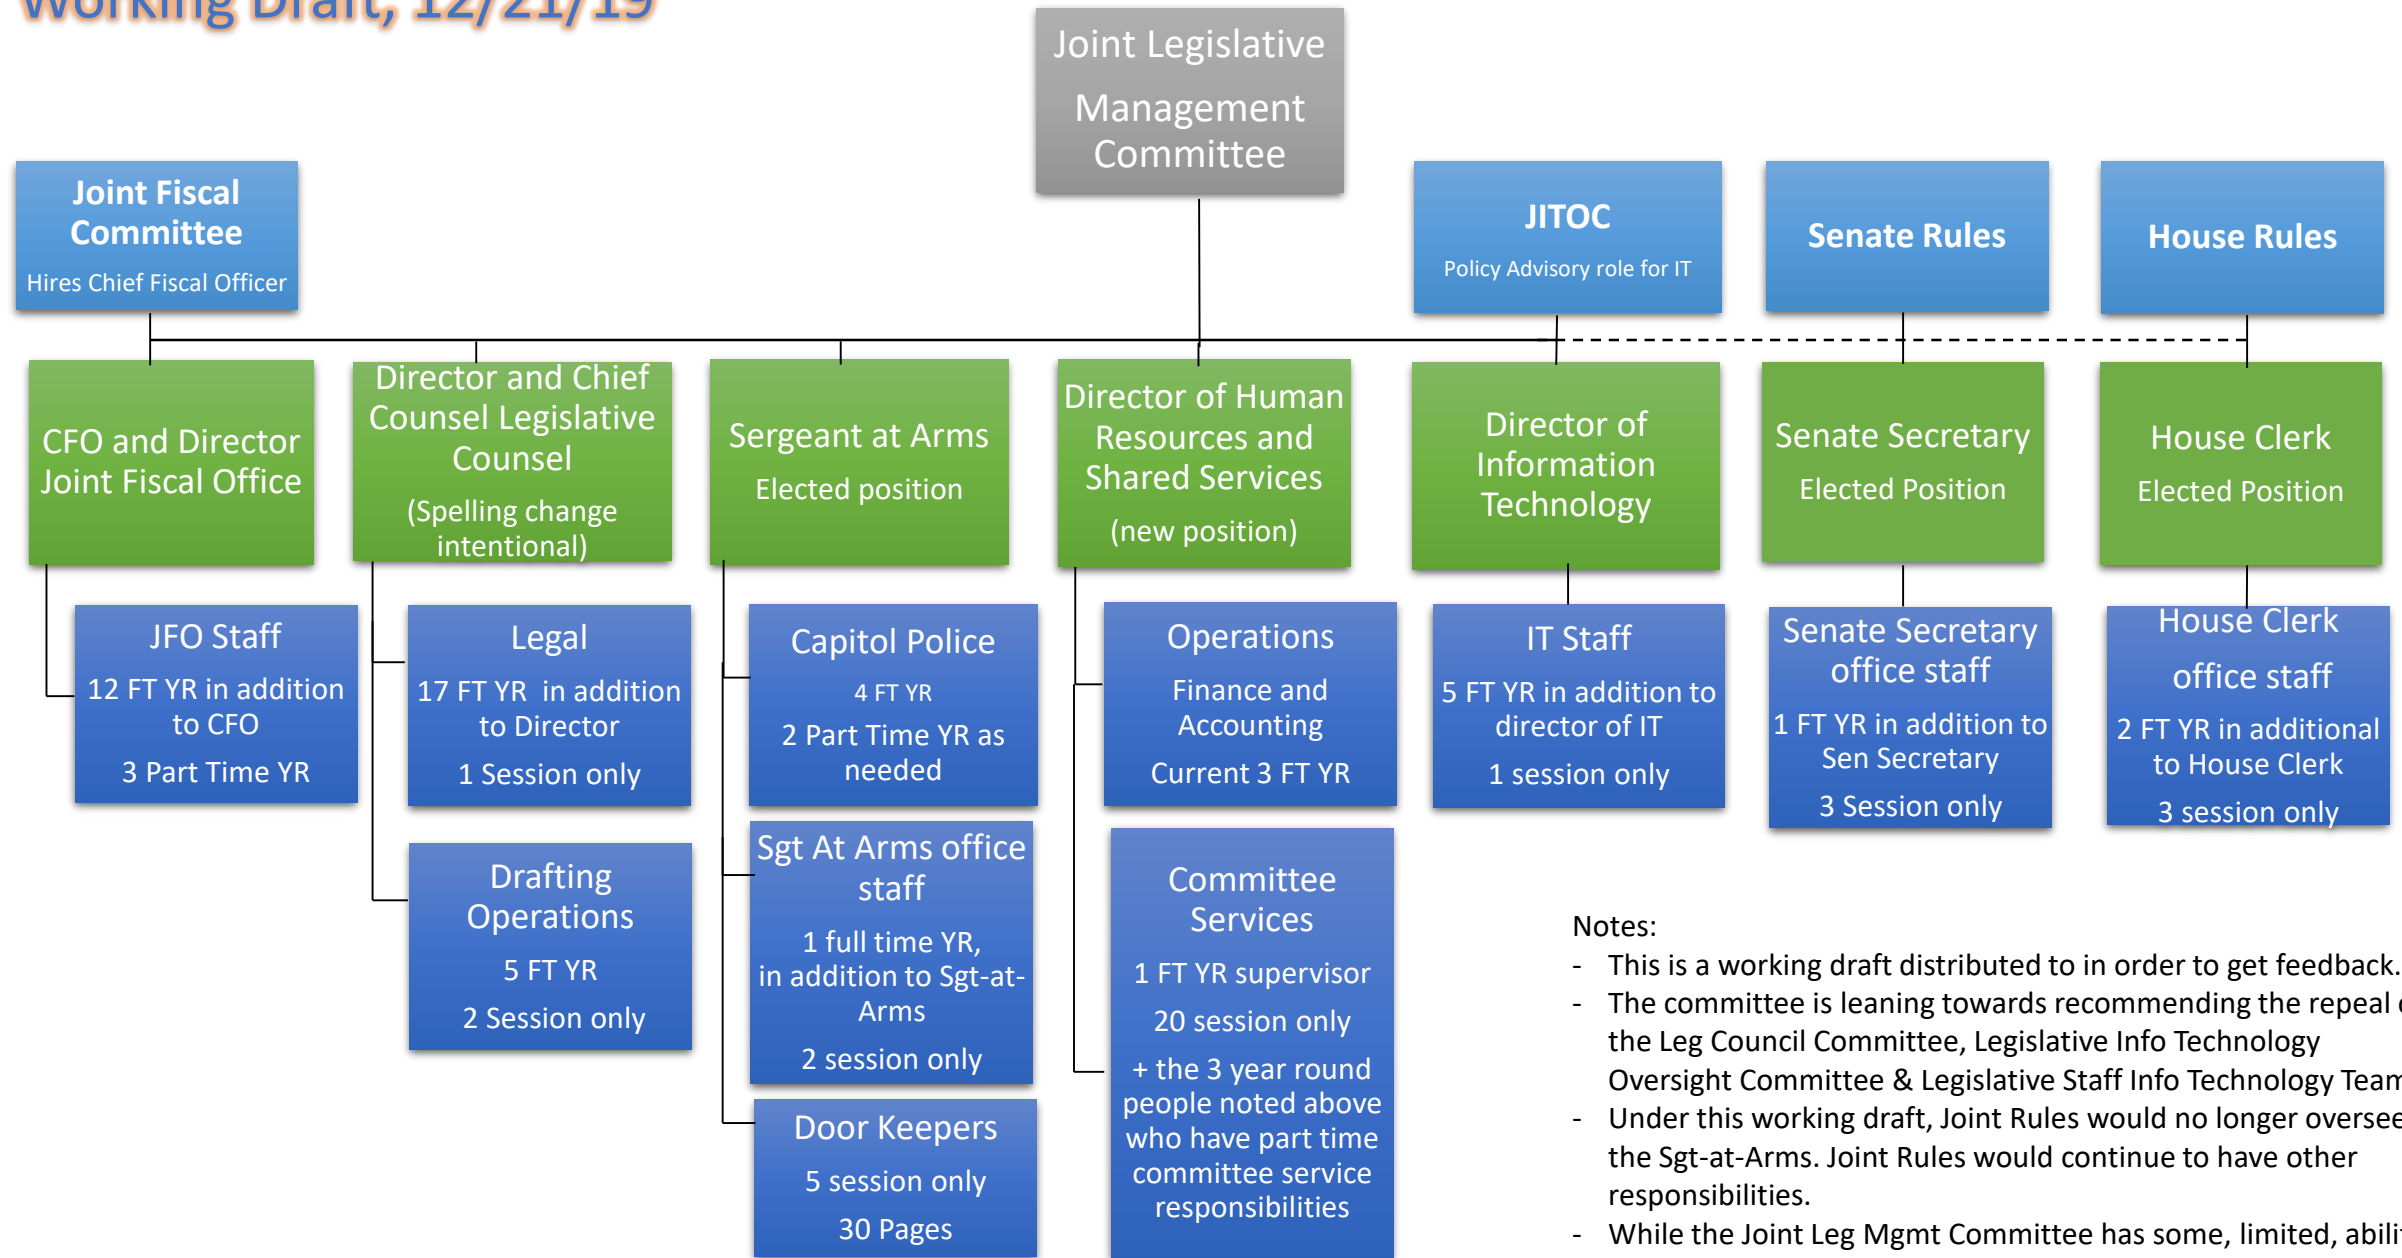 Working Draft, 12/21/19
Joint Legislative
Management
Committee
Joint Fiscal
Committee
Hires Chief Fiscal Officer
JITOC
Policy Advisory role for IT
Senate Rules
House Rules
CFO and Director
Joint Fiscal Office
Director and Chief
Counsel Legislative
Counsel
(Spelling change
intentional)
Sergeant at Arms
Elected position
Director of Human
Resources and
Shared Services
(new position)
Director of
Information
Technology
Senate Secretary
Elected Position
House Clerk
Elected Position
JFO Staff
12 FT YR in addition
to CFO
3 Part Time YR
Legal
17 FT YR in addition
to Director
1 Session only
Capitol Police
4 FT YR
2 Part Time YR as
needed
Operations
Finance and
Accounting
Current 3 FT YR
IT Staff
5 FT YR in addition to
director of IT
1 session only
Senate Secretary
office staff
1 FT YR in addition to
Sen Secretary
3 Session only
House Clerk
office staff
2 FT YR in additional
to House Clerk
3 session only
Drafting
Operations
5 FT YR
2 Session only
Sgt At Arms office
staff
1 full time YR,
in addition to Sgt-at-
Arms
2 session only
Committee
Services
1 FT YR supervisor
20 session only
+ the 3 year round
people noted above
who have part time
committee service
responsibilities
Door Keepers
5 session only
30 Pages
Notes:
- This is a working draft distributed to in order to get feedback.
- The committee is leaning towards recommending the repeal
the Leg Council Committee, Legislative Info Technology
Oversight Committee & Legislative Staff Info Technology Team
- Under this working draft, Joint Rules would no longer oversee
the Sgt-at-Arms. Joint Rules would continue to have other
responsibilities.
- While the Joint Leg Mgmt Committee has some, limited,